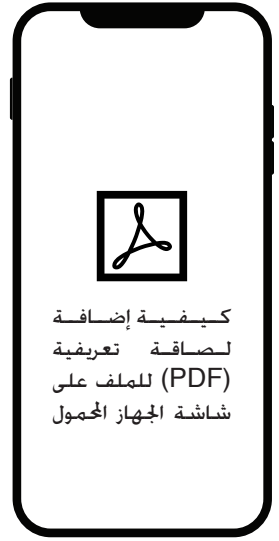 كيفية إضافة
لصاقة تعريفية
(PDF) للملف على
شاشة الجهاز المحمول